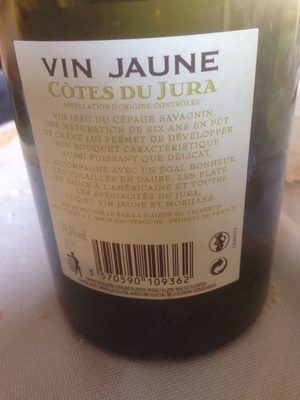 VIN JAUNE
CÔTES DU JURA
APPELLATION D'ORIGINE CONTRÔLÉE
VIN ISSU DU CÉPAGE SAVAGNIN,
UNE MATURATION DE SIX ANS EN FÛT
DE CHÊNE LUI PERMET DE DÉVELOPPER
SON BOUQUET CARACTÉRISTIQUE
AUSSI PUISSANT QUE DÉLICAT.
IL ACCOMPAGNE AVEC UN ÉGAL BONHEUR,
LES VOLAILLES EN DAUBE, LES PLATS
EN SAUCE À L'AMÉRICAINE ET TOUTES
LES SPÉCIALITÉS DU JURA.
COQ AU VIN JAUNE ET MORILLES.
EN BOUTEILLE PAR LA MAISON DU VIGNERON
HAUTEROCHE - PRODUIT DE FRANCE
3 570590 109362